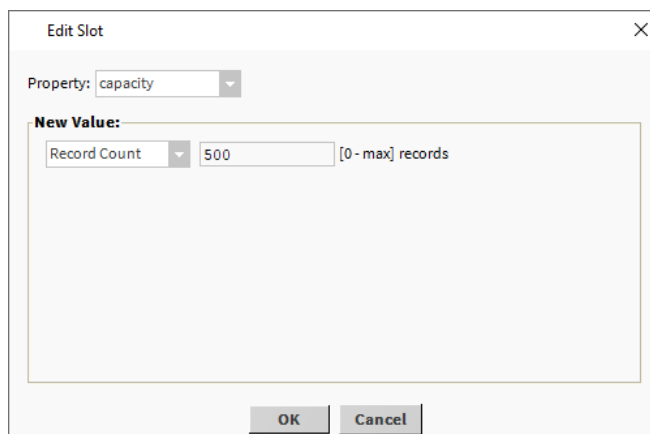 Edit Slot
Property: capacity
New Value:
Record Count 500 [0 - max] records
OK Cancel